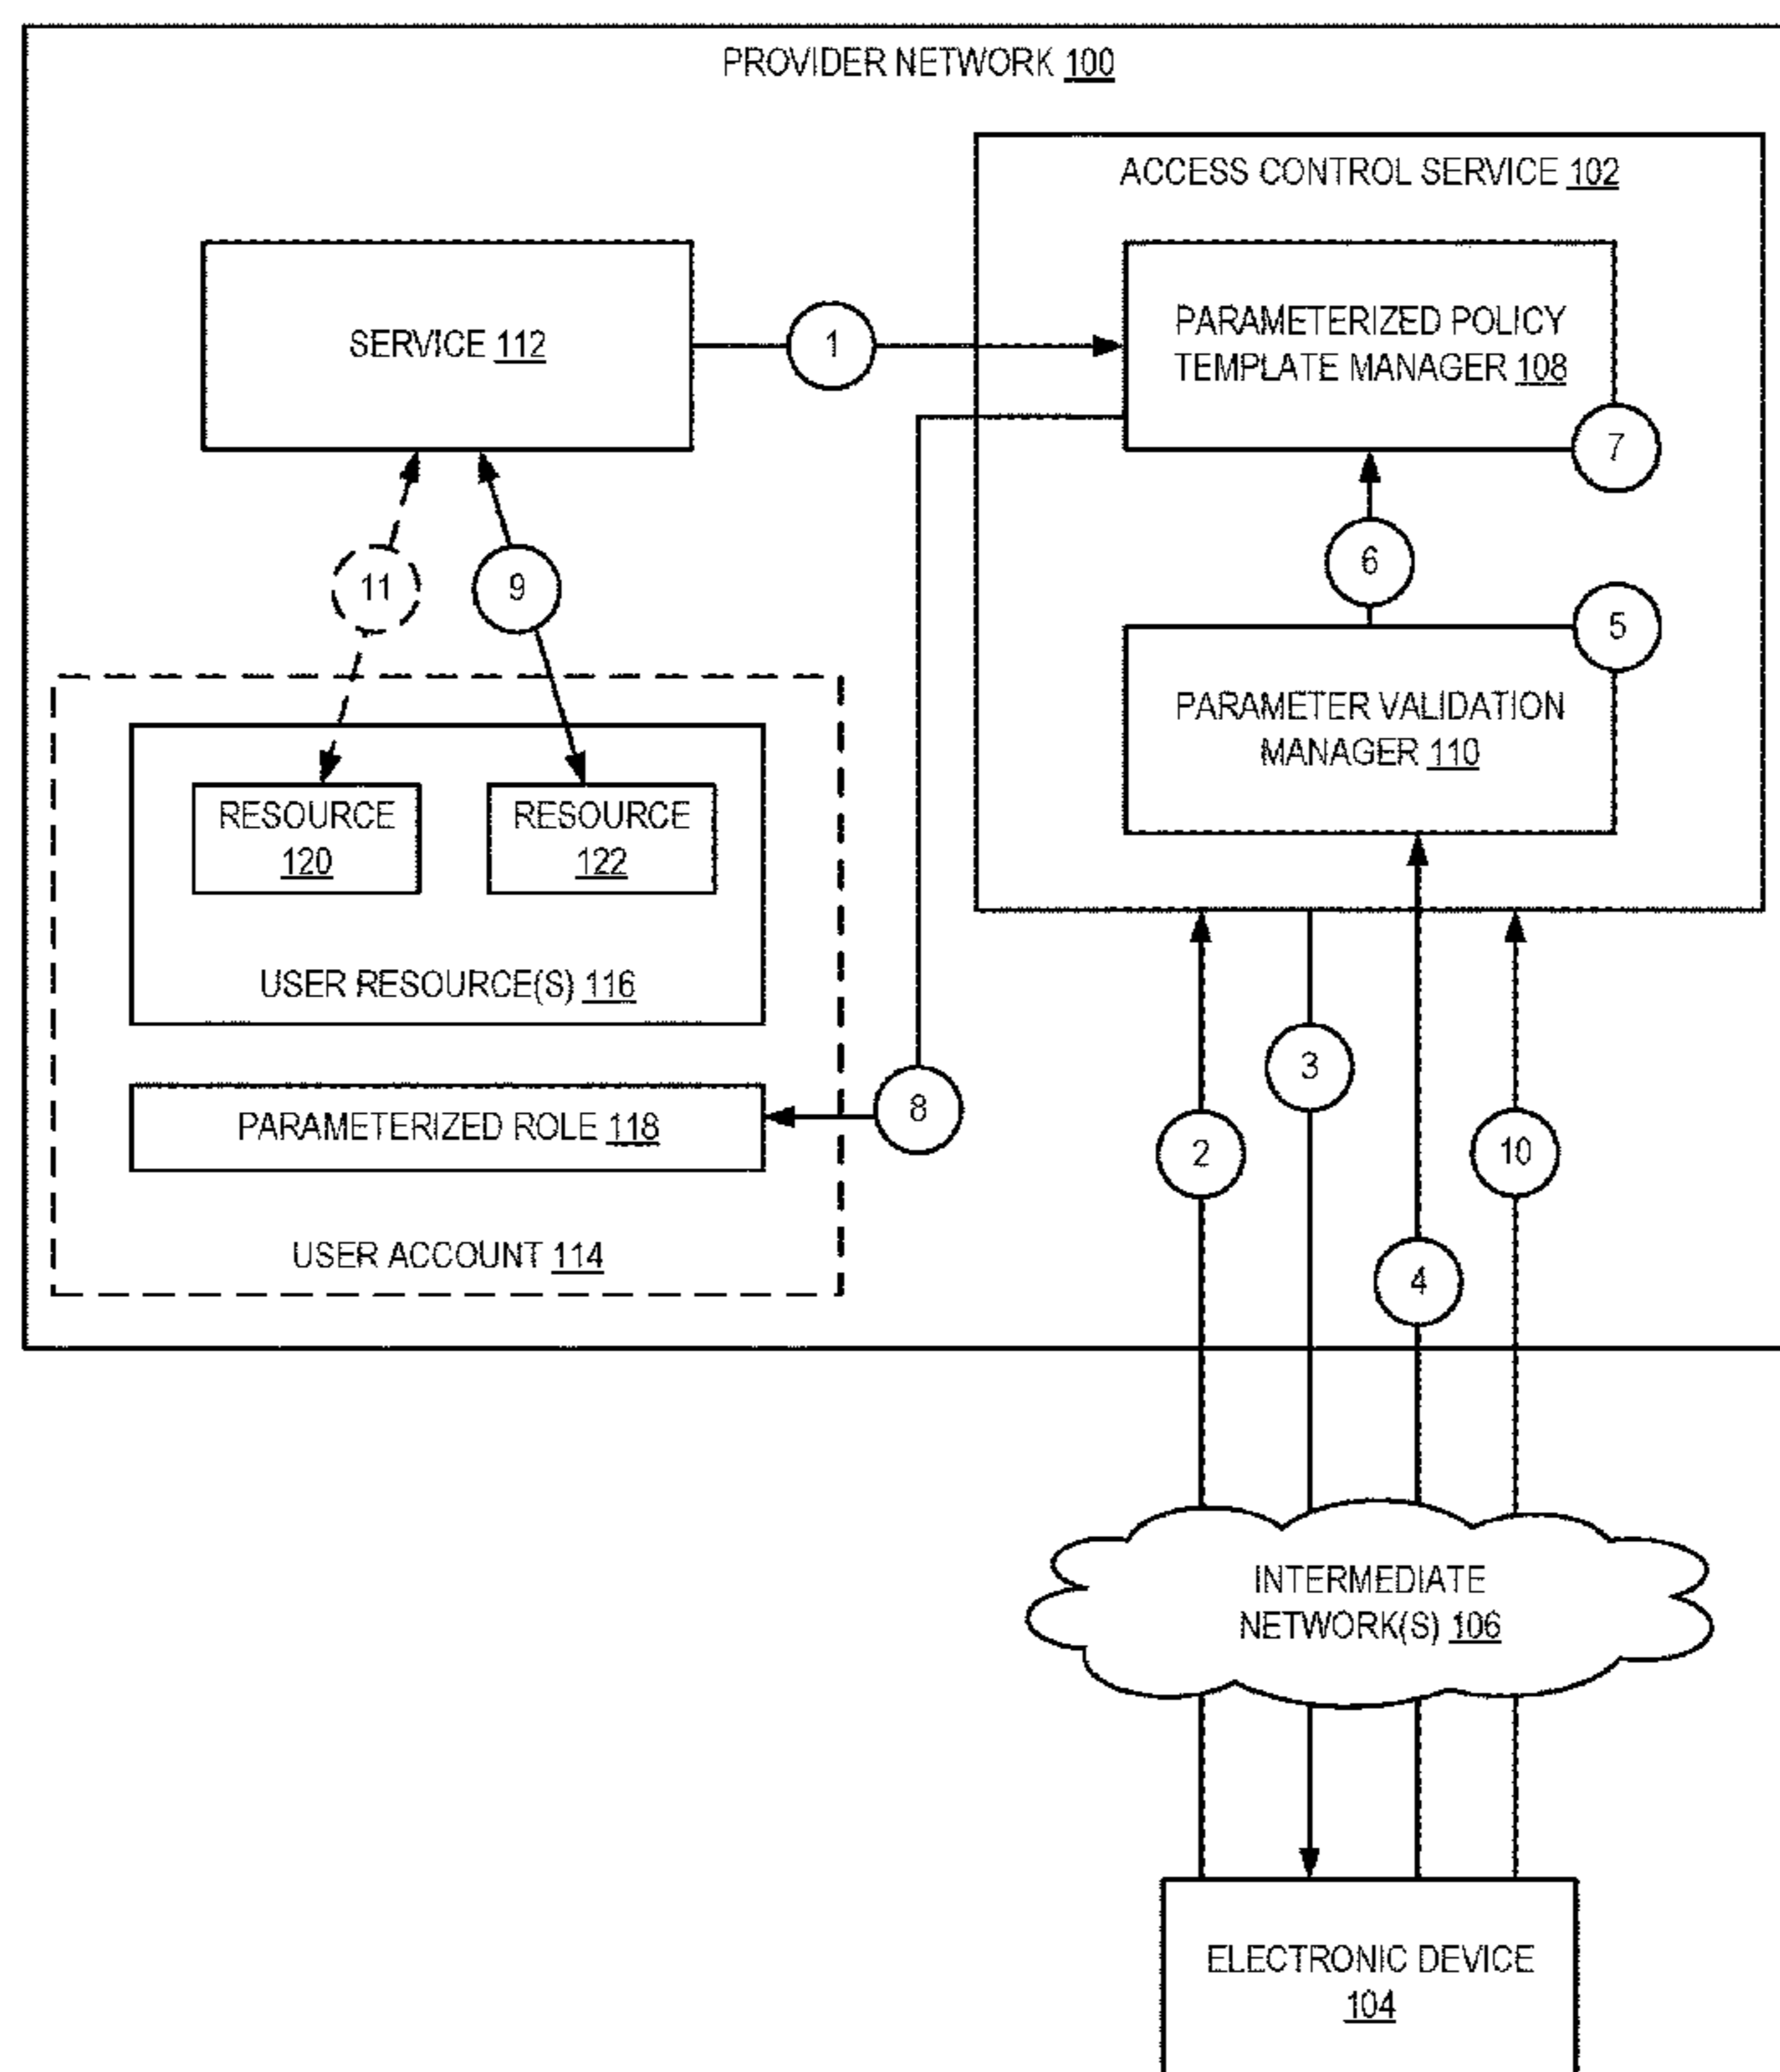 PROVIDER NETWORK 100
ACCESS CONTROL SERVICE 102
SERVICE 112
1
PARAMETERIZED POLICY
TEMPLATE MANAGER 108
7
6
11
9
5
PARAMETER VALIDATION
MANAGER 110
RESOURCE
120
RESOURCE
122
USER RESOURCE(S) 116
3
8
PARAMETERIZED ROLE 118
2
10
USER ACCOUNT 114
4
INTERMEDIATE
NETWORK(S) 106
ELECTRONIC DEVICE
104